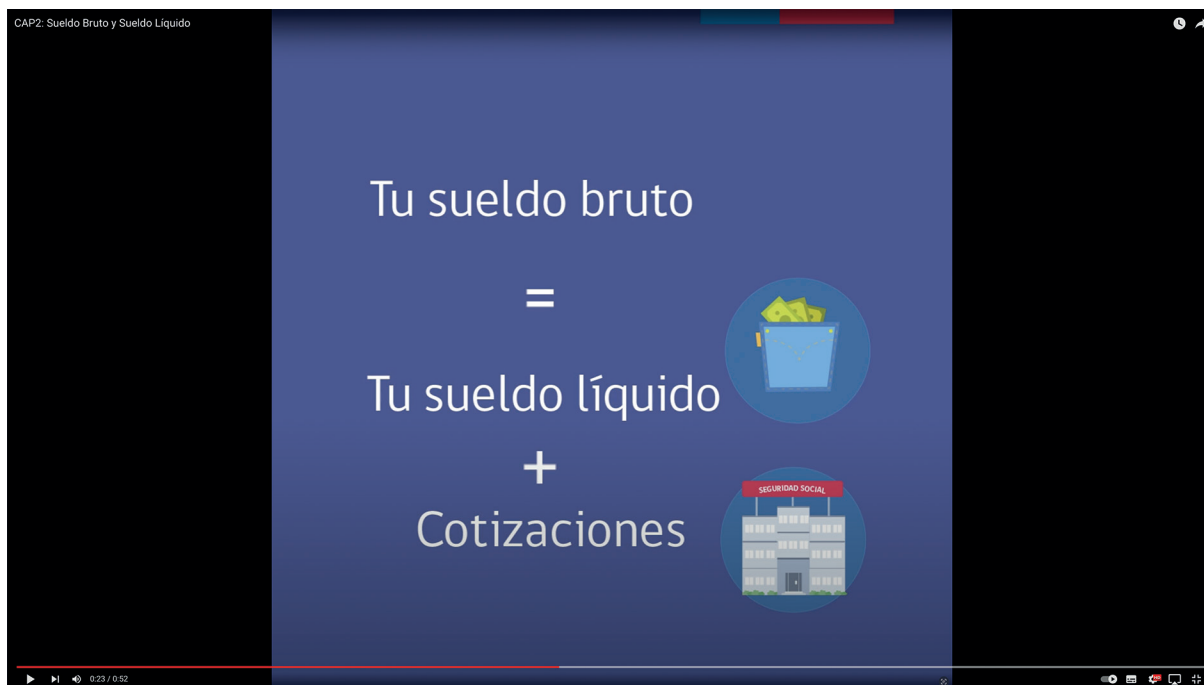 CAP2: Sueldo Bruto y Sueldo Líquido
Tu sueldo bruto
=
Tu sueldo líquido
+
Cotizaciones
SEGURIDAD SOCIAL
0:23 / 0:52